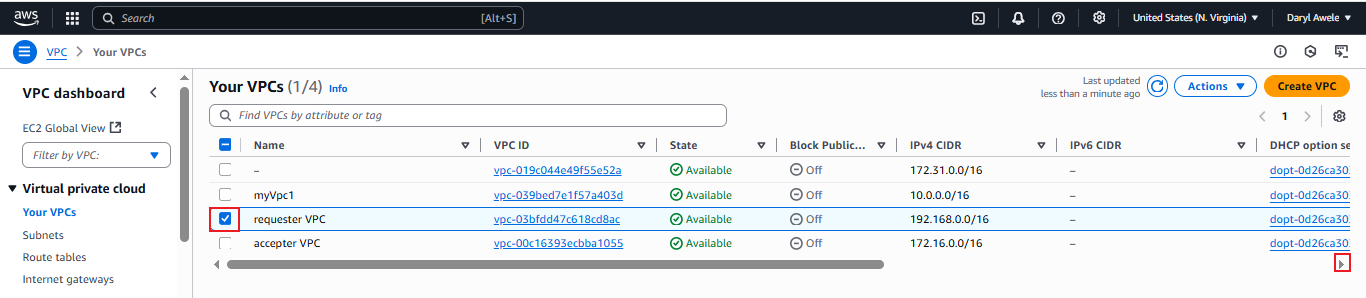 aws Search [Alt+S] United States (N. Virginia) Daryl Awele
VPC > Your VPCs
VPC dashboard
EC2 Global View
Filter by VPC:
Virtual private cloud
Your VPCs
Subnets
Route tables
Internet gateways
Your VPCs (1/4) Info
Last updated
less than a minute ago
Actions
Create VPC
Find VPCs by attribute or tag
1
Name VPC ID State Block Public... IPv4 CIDR IPv6 CIDR DHCP option se
– vpc-019c044e49f55e52a Available Off 172.31.0.0/16 – dopt-0d26ca30
myVpc1 vpc-039bed7e1f57a403d Available Off 10.0.0.0/16 – dopt-0d26ca30
requester VPC vpc-03bfdd47c618cd8ac Available Off 192.168.0.0/16 – dopt-0d26ca30
accepter VPC vpc-00c16393ecbba1055 Available Off 172.16.0.0/16 – dopt-0d26ca30